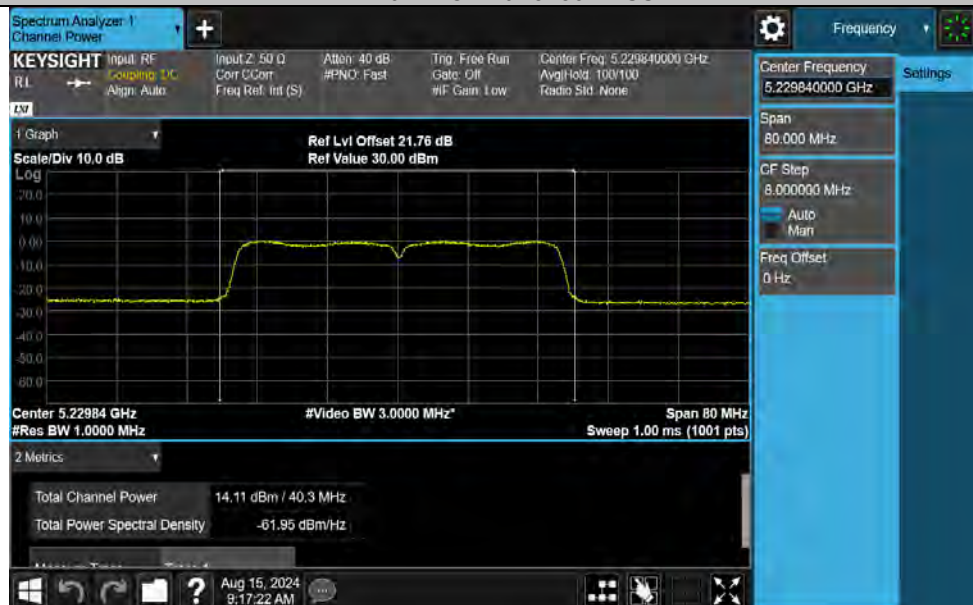 Spectrum Analyzer 1
Channel Power
Frequency
KEYSIGHT
RL
LXI
Input: RF
Coupling: DC
Align: Auto
Input Z: 50 Ω
Corr CCorr
Freq Ref: Int (S)
Atten: 40 dB
#PNO: Fast
Trig: Free Run
Gate: Off
#IF Gain: Low
Center Freq: 5.229840000 GHz
Avg|Hold: 100/100
Radio Std: None
Center Frequency
5.229840000 GHz
Settings
Span
80.000 MHz
CF Step
8.000000 MHz
Auto
Man
Freq Offset
0 Hz
1 Graph
Scale/Div 10.0 dB
Ref Lvl Offset 21.76 dB
Ref Value 30.00 dBm
Log
20.0
10.0
0.00
-10.0
-20.0
-30.0
-40.0
-50.0
-60.0
Center 5.22984 GHz
#Video BW 3.0000 MHz*
Span 80 MHz
#Res BW 1.0000 MHz
Sweep 1.00 ms (1001 pts)
2 Metrics
Total Channel Power 14.11 dBm / 40.3 MHz
Total Power Spectral Density -61.95 dBm/Hz
?
Aug 15, 2024
9:17:22 AM